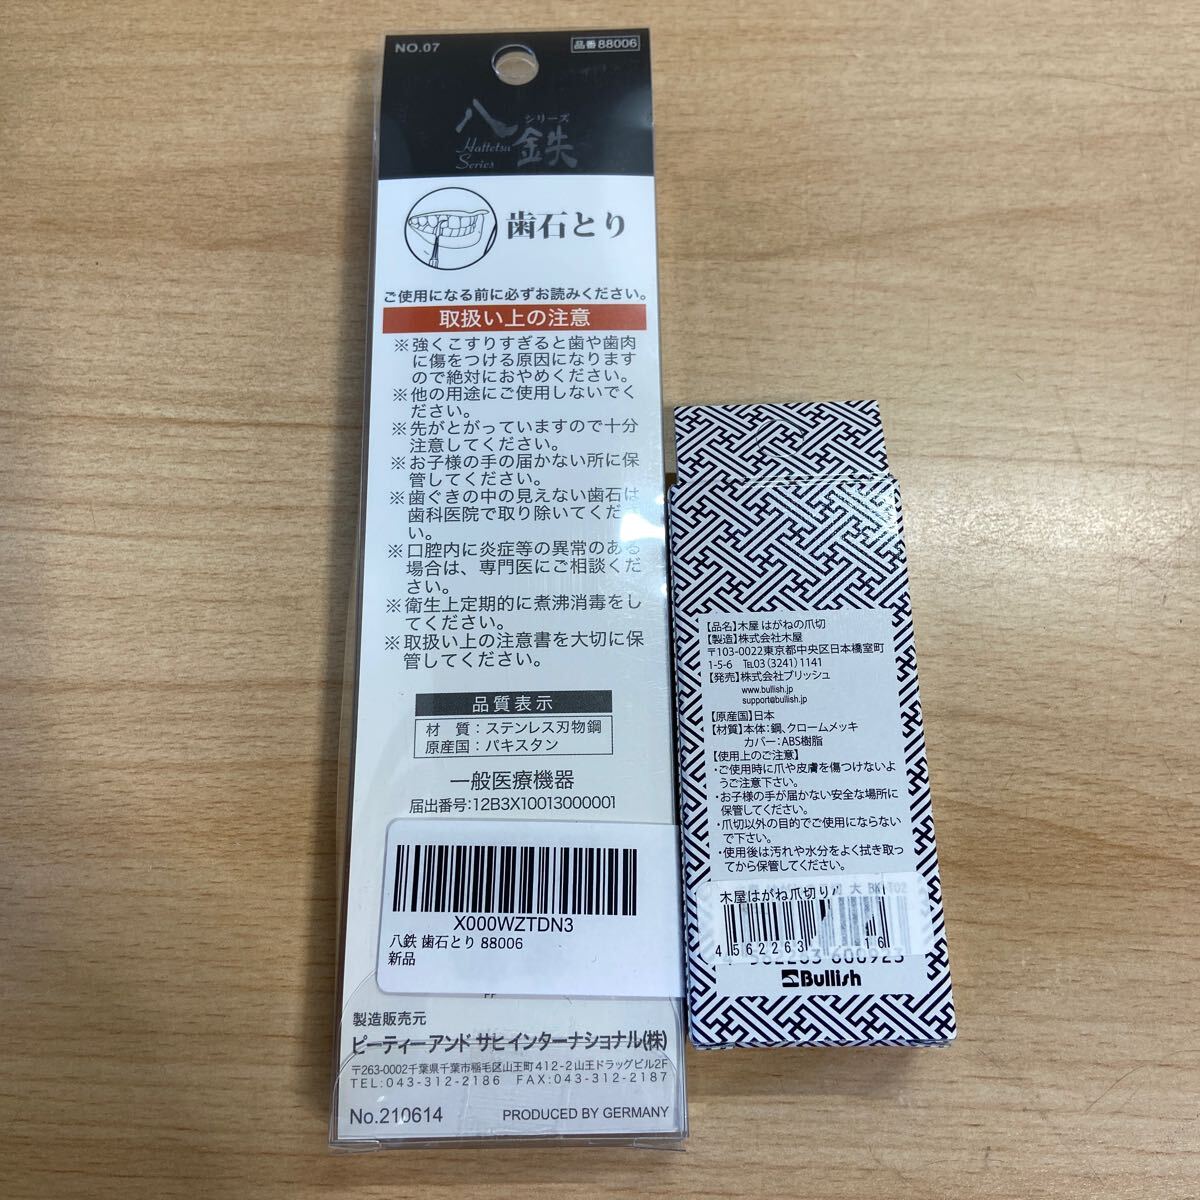 NO.07
品番88006
八鉄
シリーズ
Hattetsu
Series
歯石とり
ご使用になる前に必ずお読みください。
取扱い上の注意
※強くこすりすぎると歯や歯肉
に傷をつける原因になります
ので絶対におやめください。
※他の用途にご使用しないでく
ださい。
※先がとがっていますので十分
注意してください。
※お子様の手の届かない所に保
管してください。
※歯ぐきの中の見えない歯石は
歯科医院で取り除いてくださ
い。
※口腔内に炎症等の異常のある
場合は、専門医にご相談くだ
さい。
※衛生上定期的に煮沸消毒をし
てください。
※取扱い上の注意書を大切に保
管してください。
品質表示
材 質：ステンレス刃物鋼
原産国：パキスタン
一般医療機器
届出番号:12B3X10013000001
X000WZTDN3
八鉄 歯石とり 88006
新品
製造販売元
ピーティーアンド サヒインターナショナル(株)
〒263-0002千葉県千葉市稲毛区山王町412-2山王ドラッグビル2F
TEL:043-312-2186 FAX:043-312-2187
No.210614
PRODUCED BY GERMANY
【品名】木屋 はがねの爪切
【製造】株式会社木屋
〒103-0022東京都中央区日本橋室町
1-5-6 TEL03(3241)1141
【発売】株式会社ブリッシュ
www.bullish.jp
support@bullish.jp
【原産国】日本
【材質】本体:鋼、クロームメッキ
カバー:ABS樹脂
【使用上のご注意】
・ご使用時に爪や皮膚を傷つけないよ
うご注意下さい。
・お子様の手が届かない安全な場所に
保管してください。
・爪切以外の目的でご使用にならない
で下さい。
・使用後は汚れや水分をよく拭き取っ
てから保管してください。
木屋はがね爪切り
大 BK-T02
4 562263
16
600923
Bullish